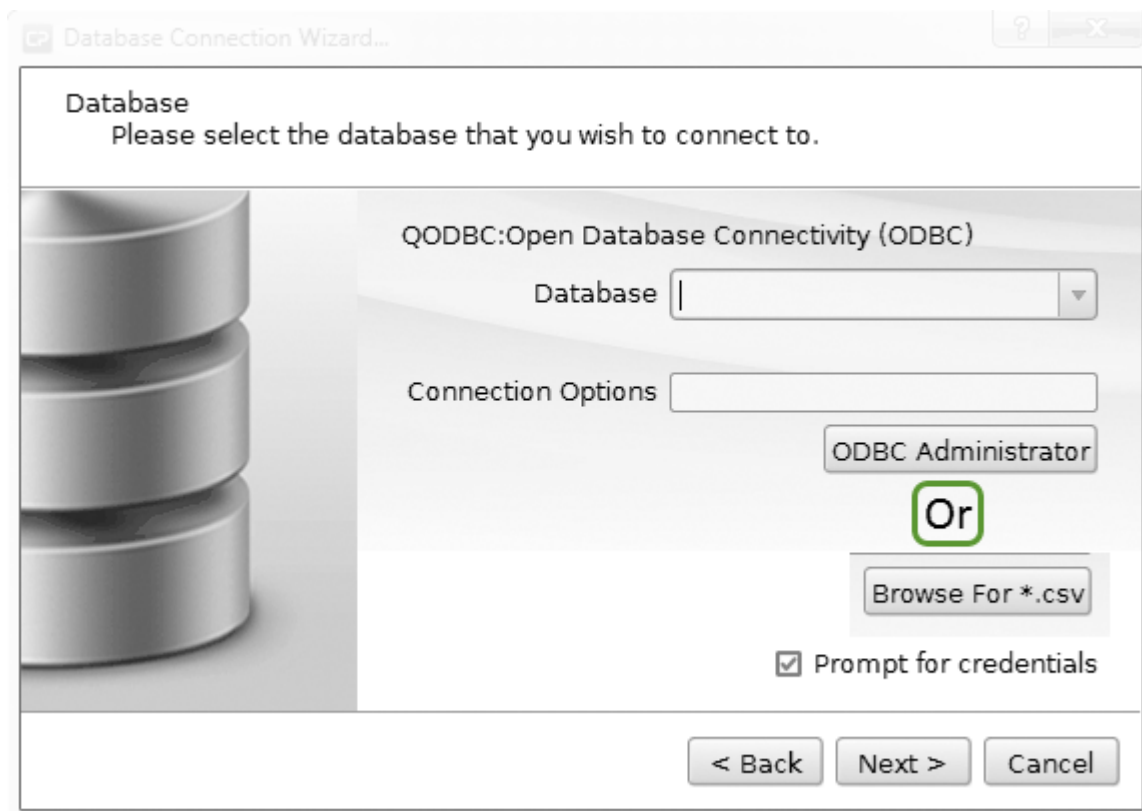 CP Database Connection Wizard...
?
Database
Please select the database that you wish to connect to.
QODBC:Open Database Connectivity (ODBC)
Database
Connection Options
ODBC Administrator
Or
Browse For *.csv
Prompt for credentials
< Back Next > Cancel